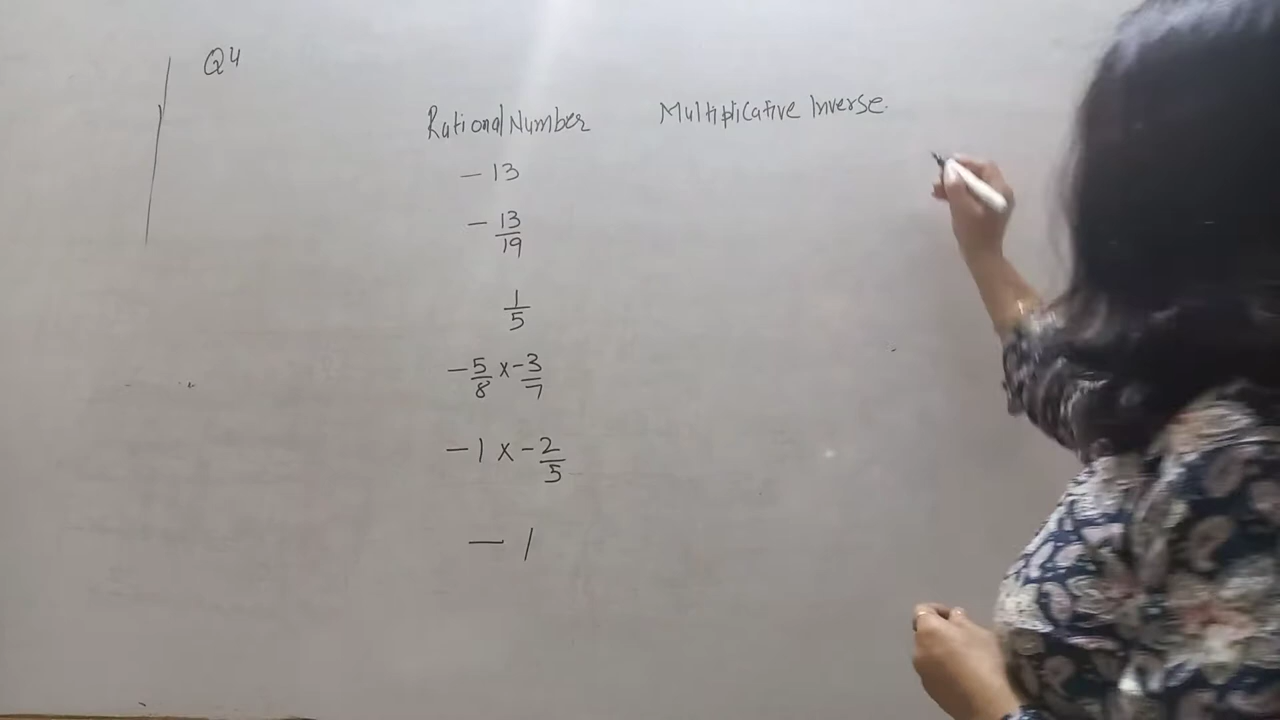 Q4
Rational Number Multiplicative Inverse.
- 13
- 13/19
1/5
- 5/8 x - 3/7
- 1 x - 2/5
- 1